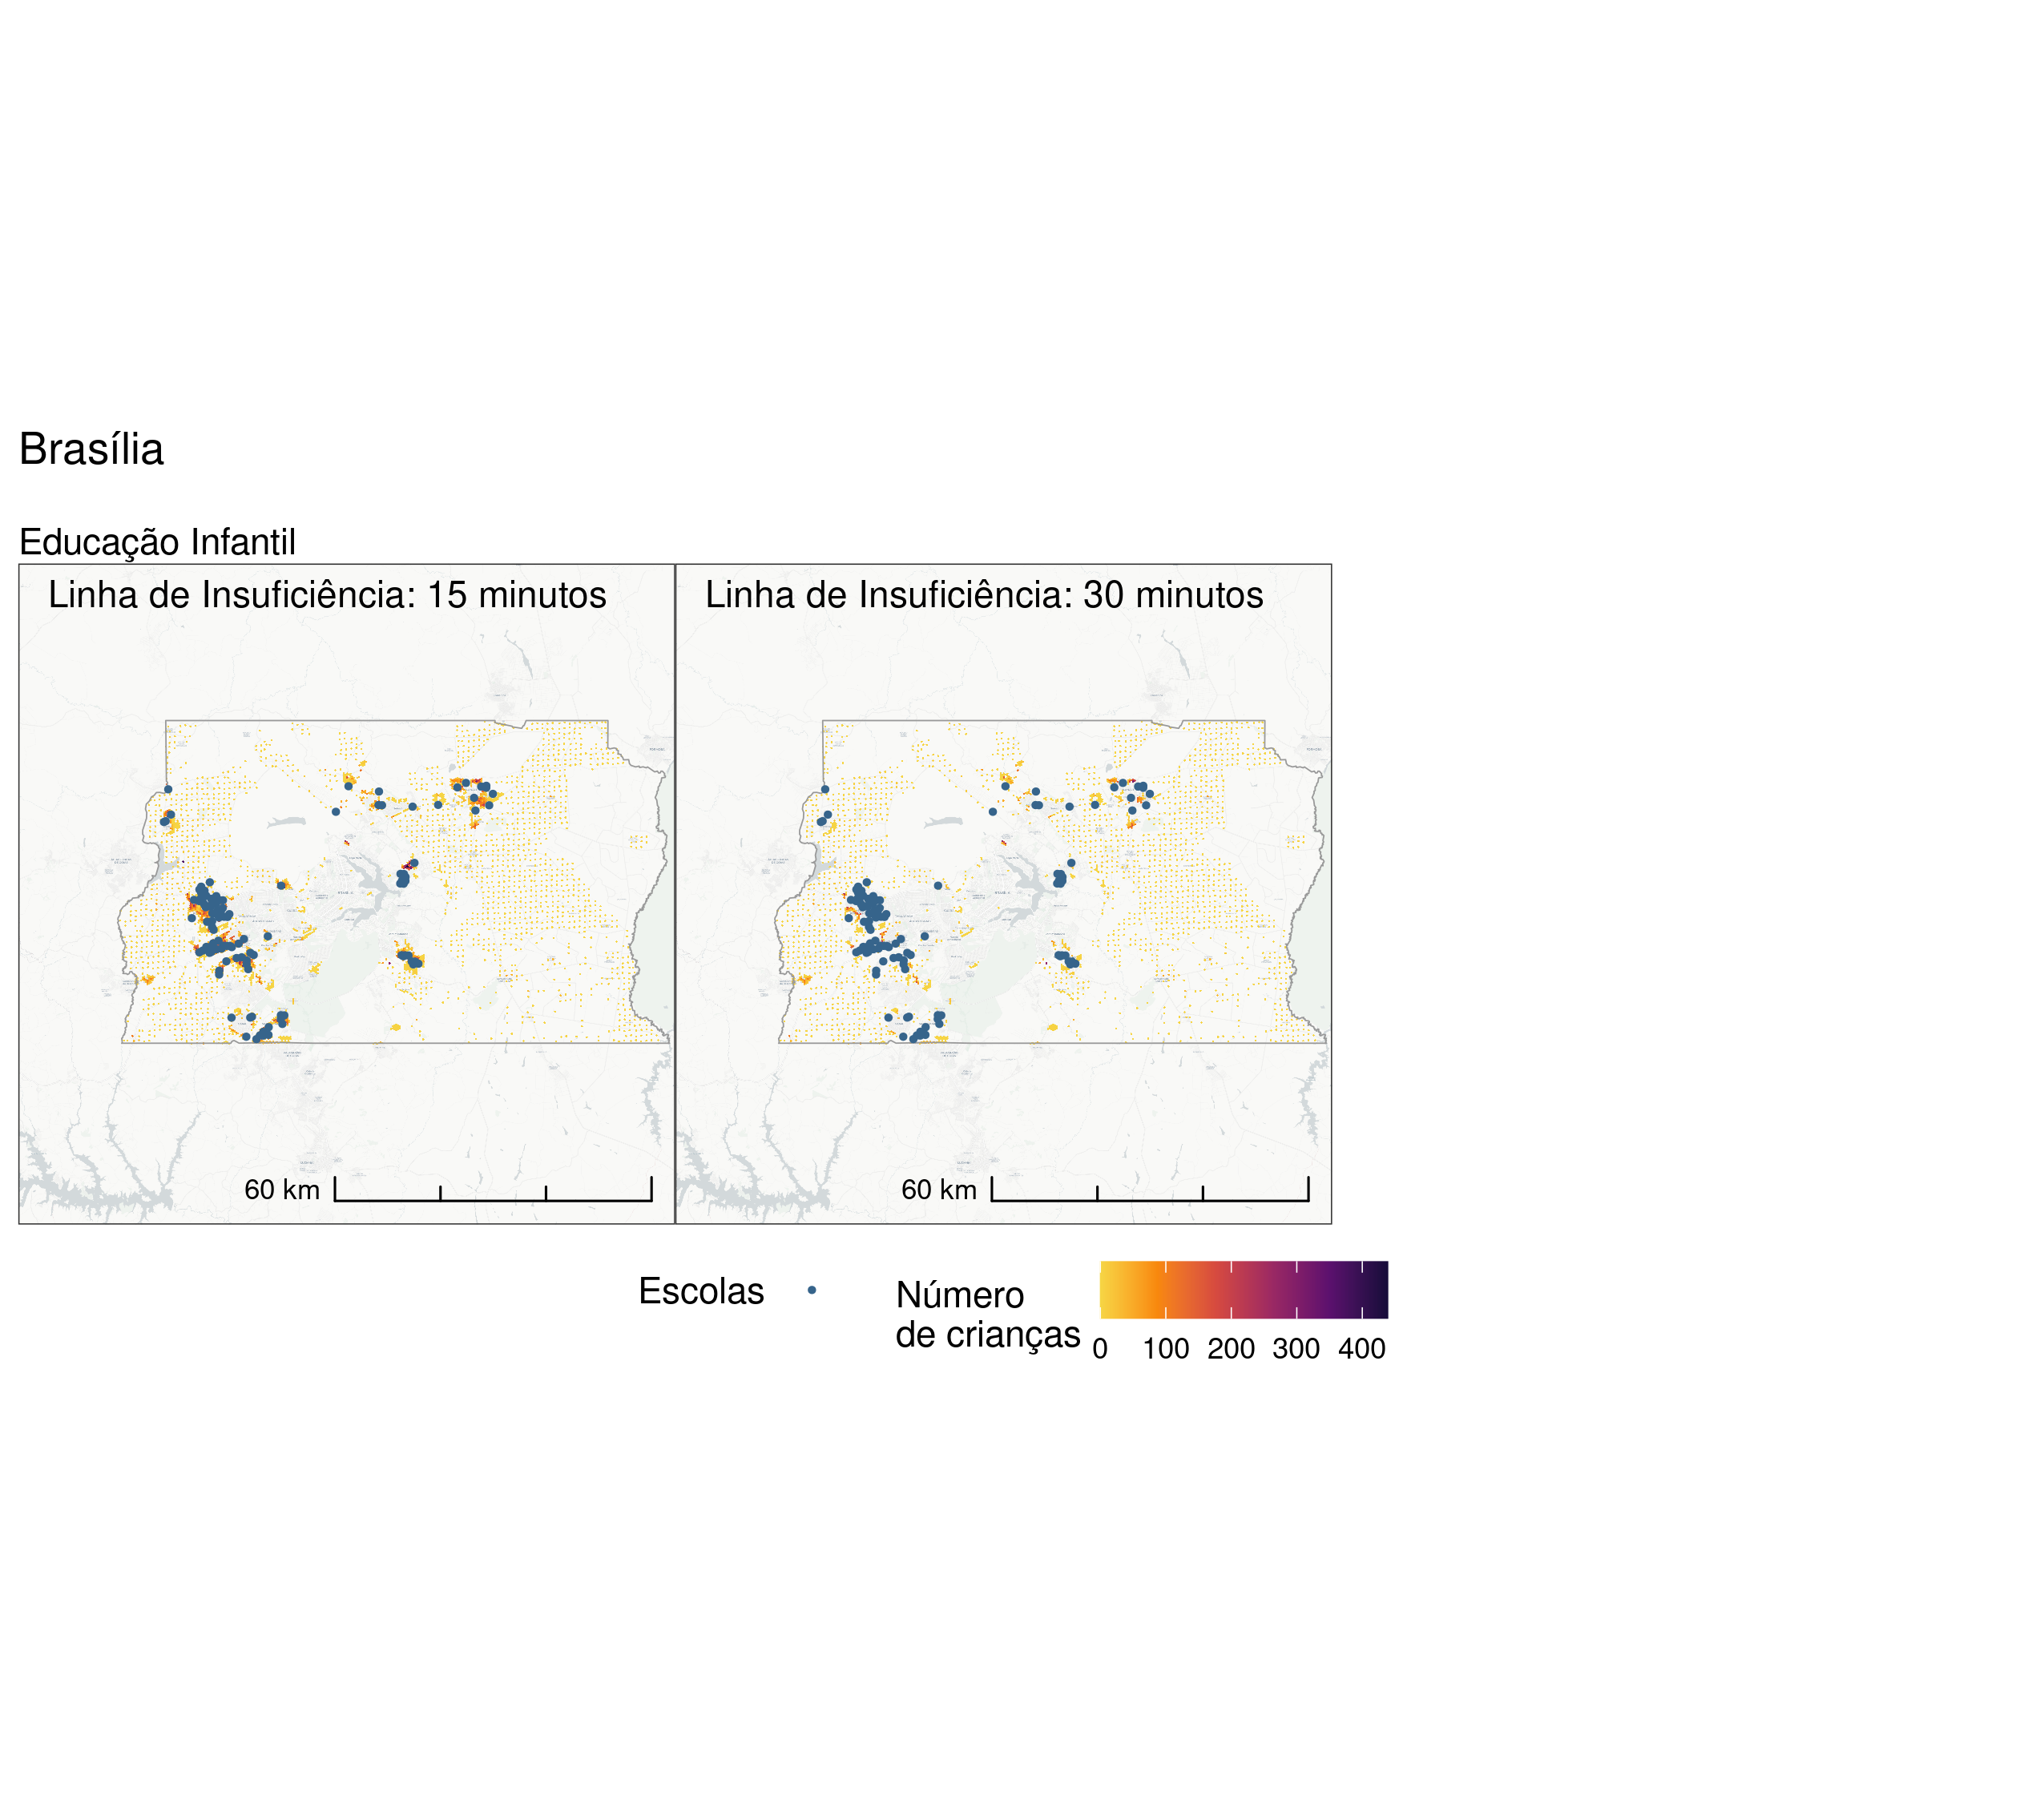 Brasília
Educação Infantil
Linha de Insuficiência: 15 minutos
Linha de Insuficiência: 30 minutos
60 km
60 km
Escolas
Número
de crianças
0 100 200 300 400